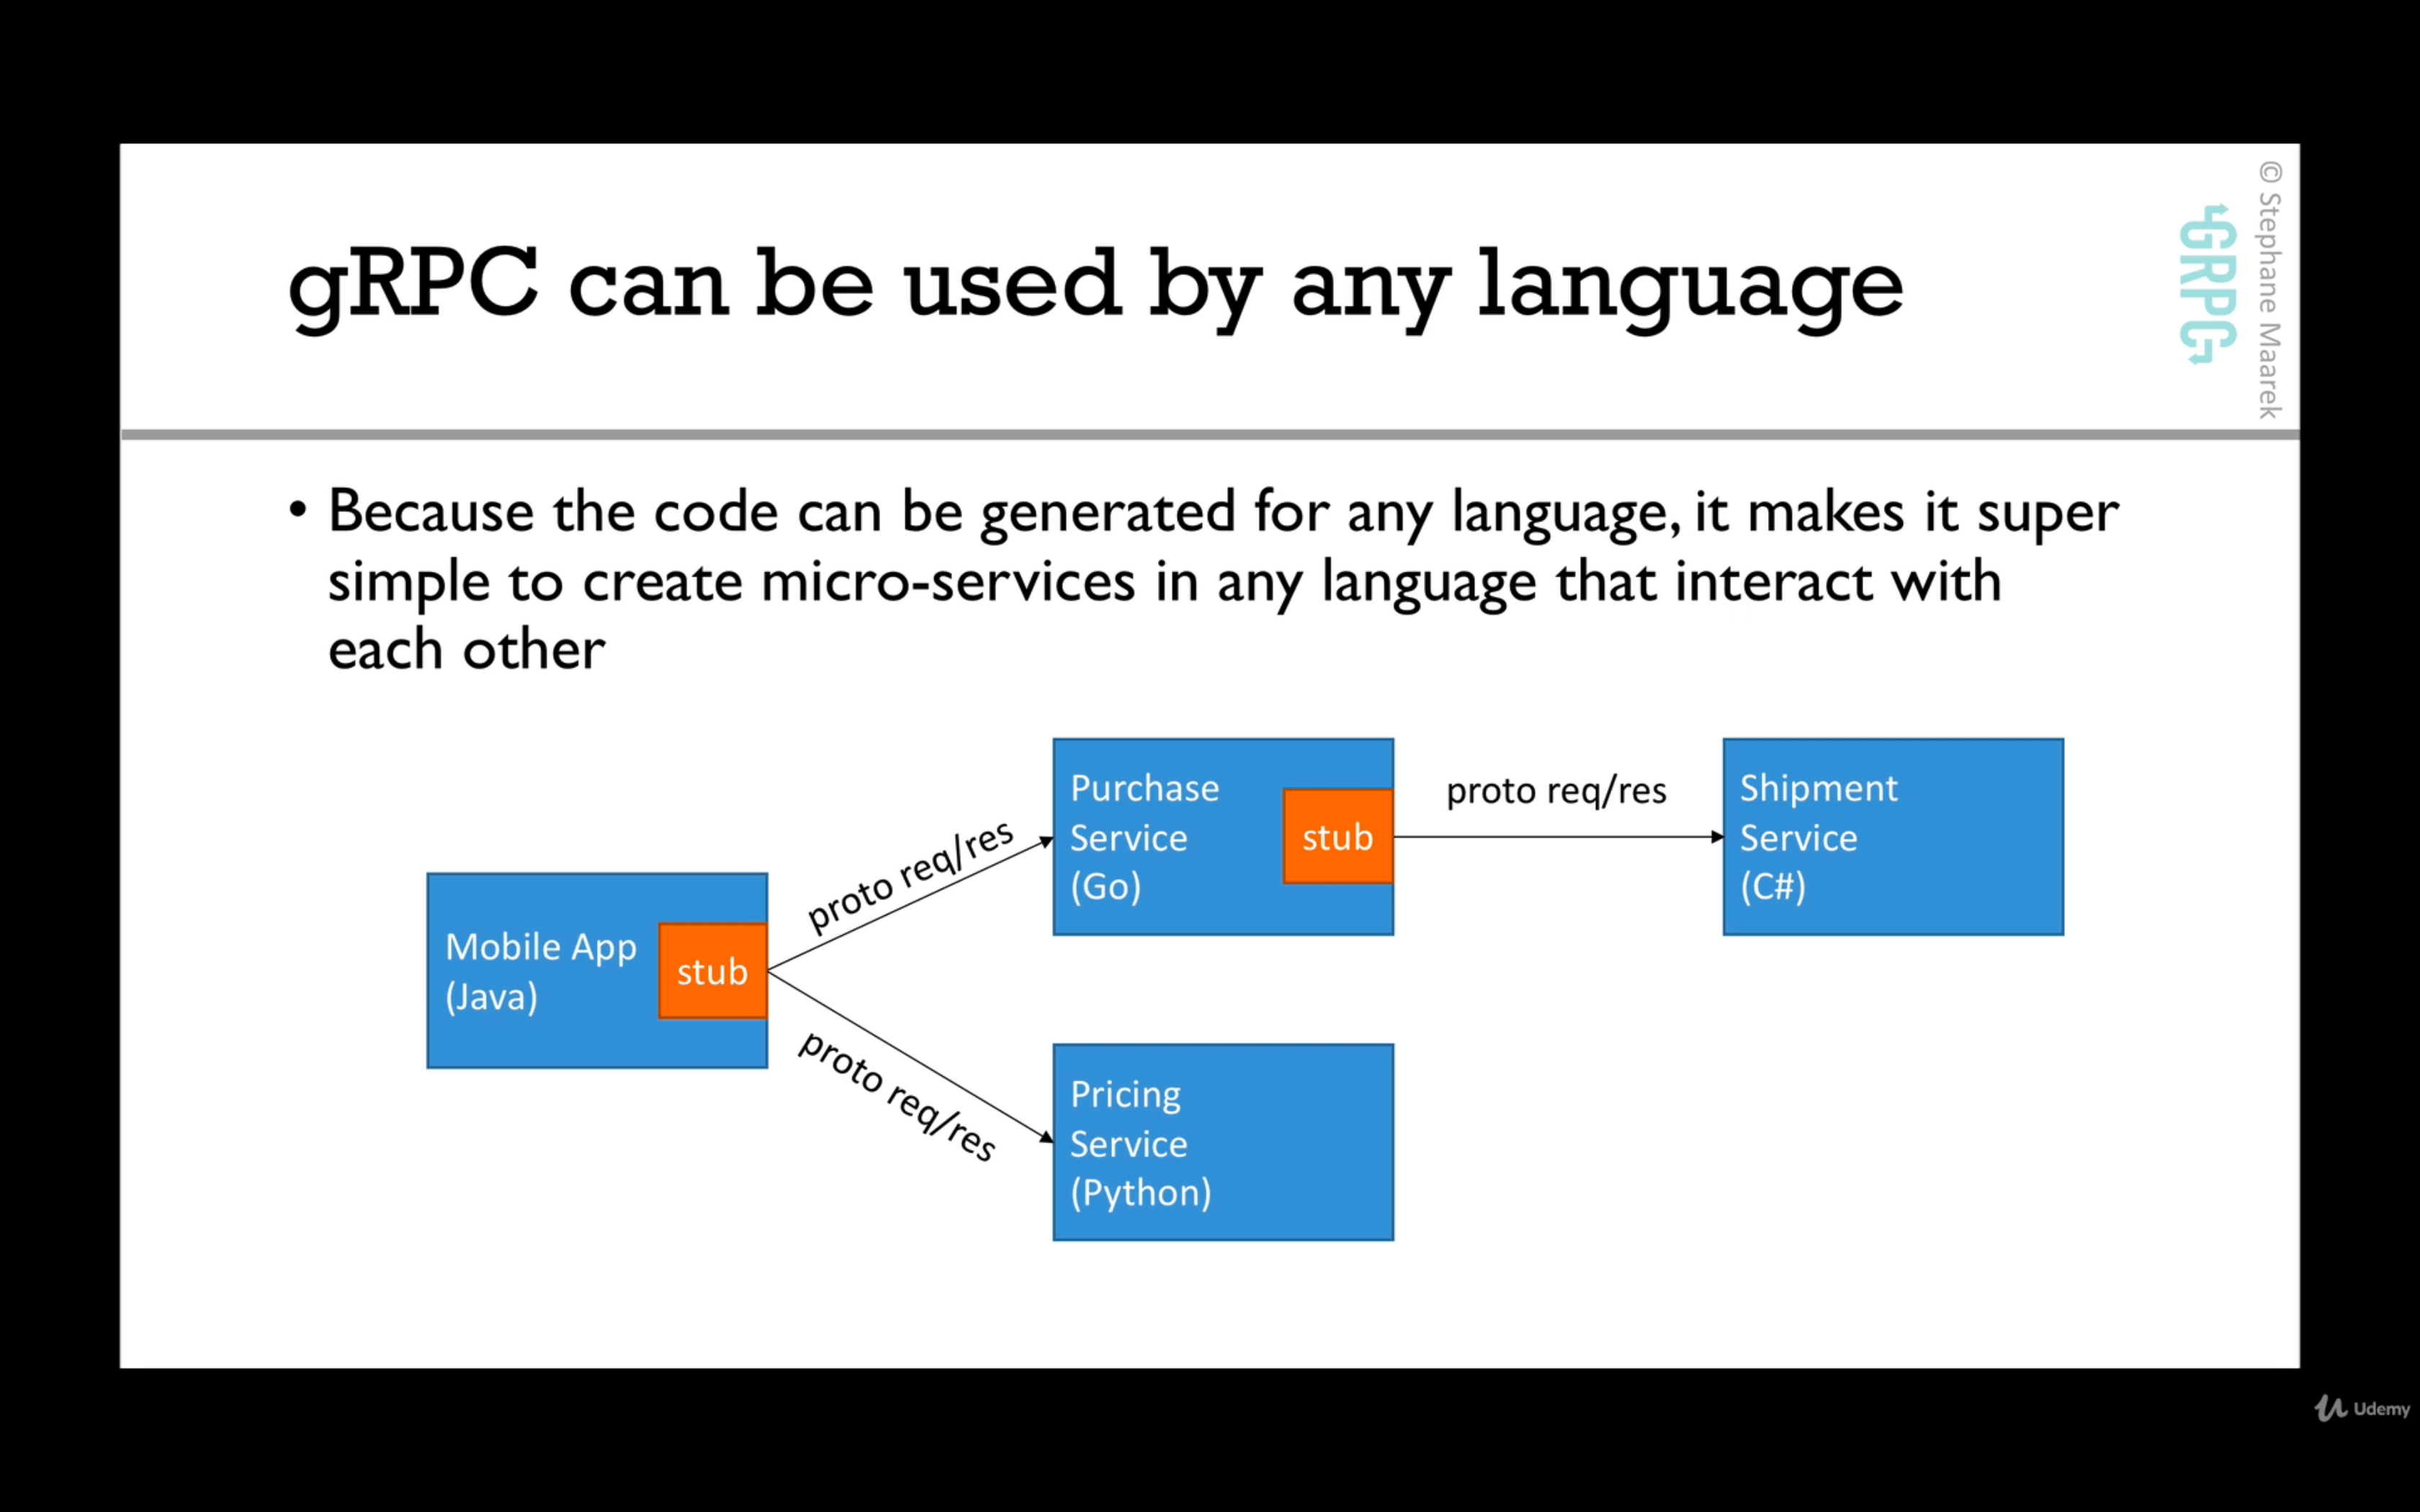 gRPC can be used by any language
© Stephane Maarek
GRPC
• Because the code can be generated for any language, it makes it super
simple to create micro-services in any language that interact with
each other
Mobile App
(Java)
stub
proto req/res
proto req/res
Purchase
Service
(Go)
stub
proto req/res
Shipment
Service
(C#)
Pricing
Service
(Python)
Udemy